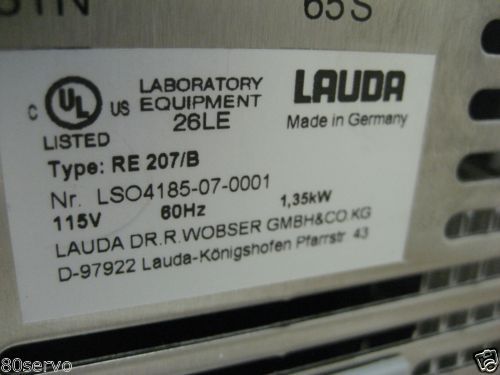 65 S
C UL US LABORATORY
EQUIPMENT
26LE
LISTED
LAUDA
Made in Germany
Type: RE 207/B
Nr. LSO4185-07-0001
115V 60Hz 1,35kW
LAUDA DR.R.WOBSER GMBH&CO.KG
D-97922 Lauda-Königshofen Pfarrstr 43
80servo